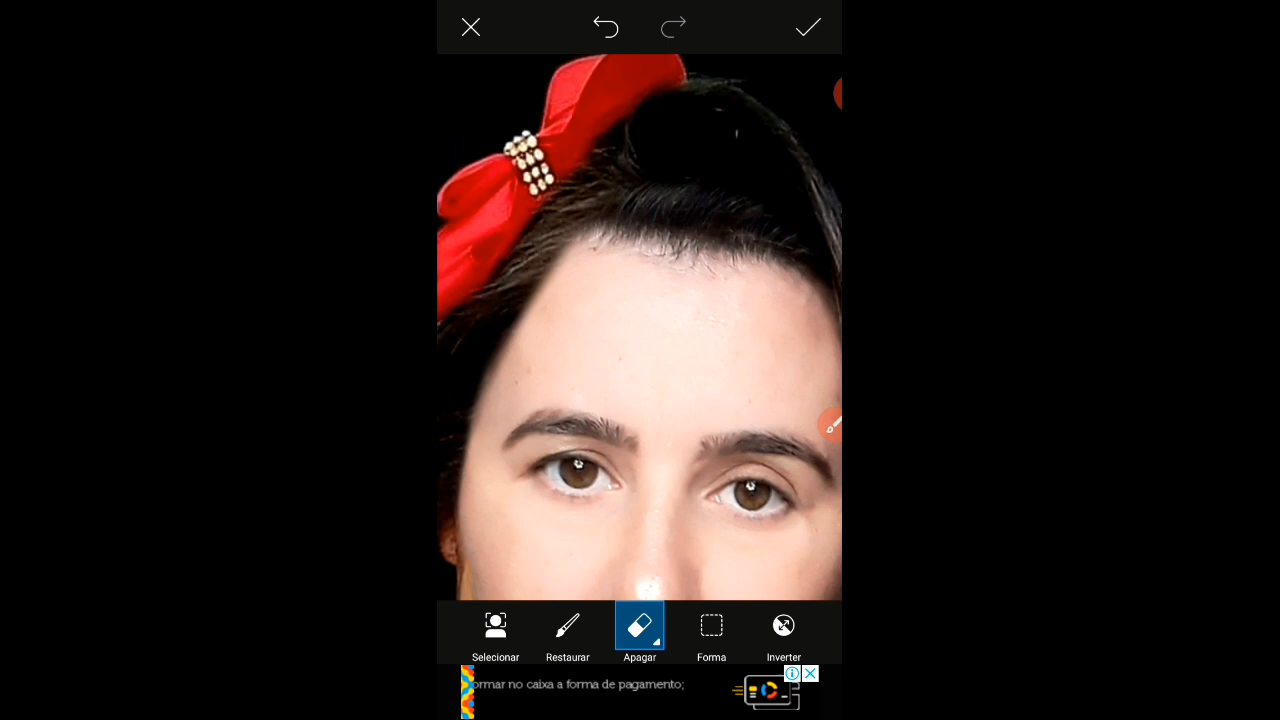 Selecionar Restaurar Apagar Forma Inverter
ormar no caixa a forma de pagamento;